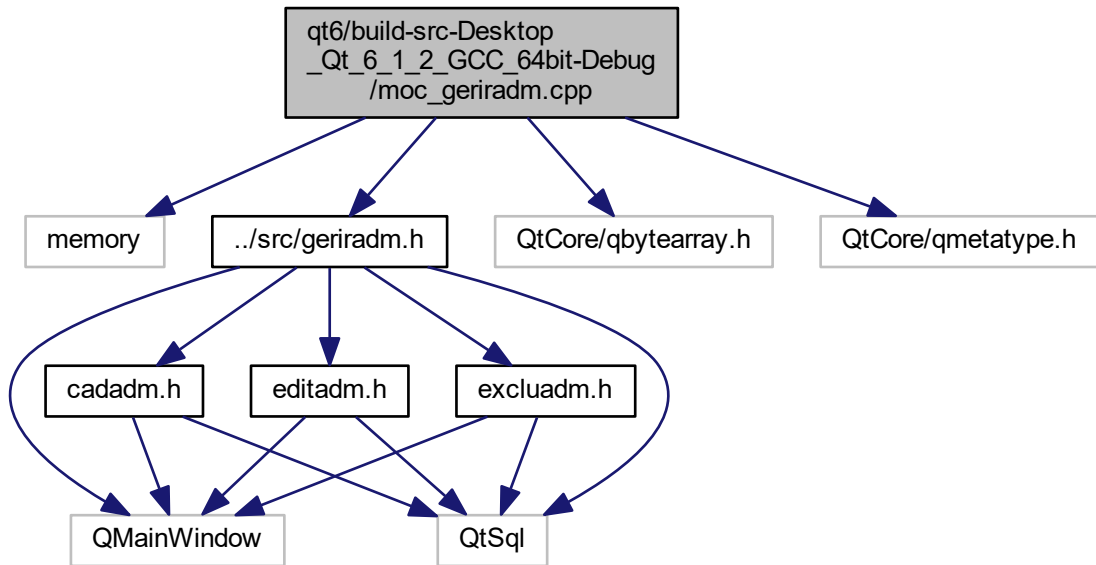 qt6/build-src-Desktop
_Qt_6_1_2_GCC_64bit-Debug
/moc_geriradm.cpp
memory
../src/geriradm.h
QtCore/qbytearray.h
QtCore/qmetatype.h
cadadm.h
editadm.h
excluadm.h
QMainWindow
QtSql